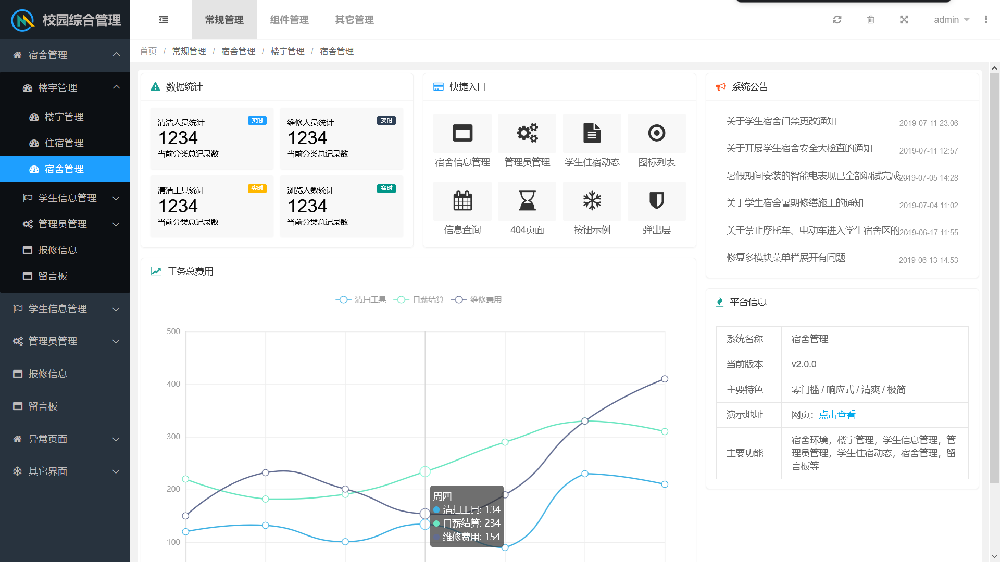 校园综合管理
常规管理
组件管理
其它管理
admin
首页 / 常规管理 / 宿舍管理 / 楼宇管理 / 宿舍管理
宿舍管理
楼宇管理
楼宇管理
住宿管理
宿舍管理
学生信息管理
管理员管理
报修信息
留言板
学生信息管理
管理员管理
报修信息
留言板
异常页面
其它界面
数据统计
清洁人员统计 实时
1234
当前分类总记录数
维修人员统计 实时
1234
当前分类总记录数
清洁工具统计 实时
1234
当前分类总记录数
浏览人数统计 实时
1234
当前分类总记录数
快捷入口
宿舍信息管理
管理员管理
学生住宿动态
图标列表
信息查询
404页面
按钮示例
弹出层
系统公告
关于学生宿舍门禁更改通知 2019-07-11 23:06
关于开展学生宿舍安全大检查的通知 2019-07-11 12:57
暑假期间安装的智能电表现已全部调试完成... 2019-07-05 14:28
关于学生宿舍暑期修缮施工的通知 2019-07-04 11:02
关于禁止摩托车、电动车进入学生宿舍区的... 2019-06-17 11:55
修复多模块菜单栏展开有问题 2019-06-13 14:53
工务总费用
清扫工具 日薪结算 维修费用
500
400
300
200
100
周四
清扫工具: 134
日薪结算: 234
维修费用: 154
平台信息
系统名称 宿舍管理
当前版本 v2.0.0
主要特色 零门槛 / 响应式 / 清爽 / 极简
演示地址 网页：点击查看
主要功能 宿舍环境，楼宇管理，学生信息管理，管
理员管理，学生住宿动态，宿舍管理，留
言板等